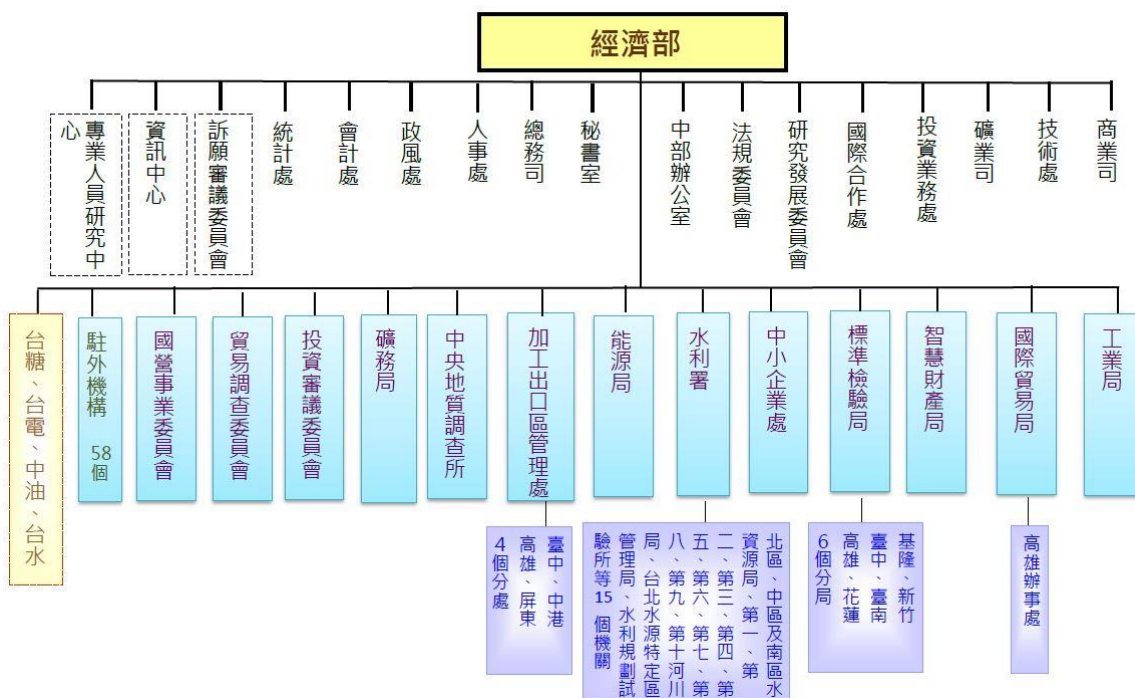 經濟部
商業司
技術處
礦業司
投資業務處
國際合作處
研究發展委員會
法規委員會
中部辦公室
秘書室
總務司
人事處
政風處
會計處
統計處
訴願審議委員會
資訊中心
專業人員研究中
心
工業局
國際貿易局
智慧財產局
標準檢驗局
中小企業處
水利署
能源局
加工出口區管理處
中央地質調查所
礦務局
投資審議委員會
貿易調查委員會
國營事業委員會
駐外機構 58
個
台糖、台電、中油、台水
高雄辦事處
基隆、新竹
臺中、臺南
高雄、花蓮
6個分局
北區、中區及南區水
資源局、第一、第
二、第三、第四、第
五、第六、第七、第
八、第九、第十河川
局、台北水源特定區
管理局、水利規劃試
驗所等15 個機關
臺中、中港
高雄、屏東
4個分處